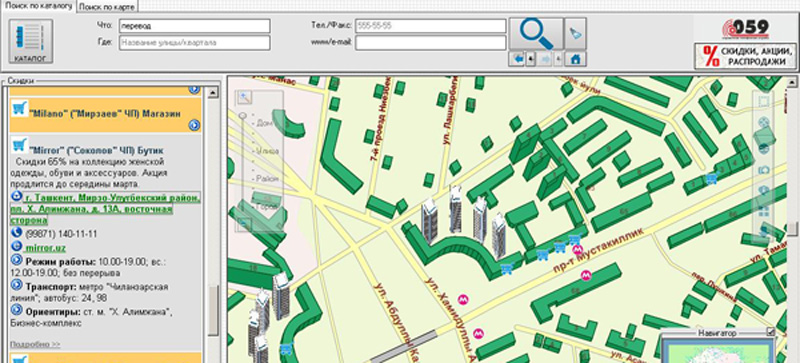 Поиск по каталогу
Поиск по карте
КАТАЛОГ
Что:
перевод
Где:
Название улицы/квартала
Тел./Факс:
555-55-55
www/e-mail:
059
% СКИДКИ, АКЦИИ, РАСПРОДАЖИ
Скидки
"Milano" ("Мирзаев" ЧП) Магазин
"Mirror" ("Соколов" ЧП) Бутик
Скидки 65% на коллекцию женской
одежды, обуви и аксессуаров. Акция
продлится до середины марта.
г. Ташкент, Мирзо-Улугбекский район,
пл. Х. Алимжана, д. 13А, восточная
сторона
(99871) 140-11-11
mirror.uz
Режим работы: 10.00-19.00; вс.:
12.00-19.00; без перерыва
Транспорт: метро "Чиланзарская
линия"; автобус: 24, 98
Ориентиры: ст. м. "Х. Алимжана",
Бизнес-комплекс
Подробно >>
Дом
Улица
Район
Город
7-й проезд Ниёзбек
ул. Лашкарбеги
пр-т Мустакиллик
ул. Хамидуллы
ул. Абдуллы Ка
пер. Пушкина
Навигатор